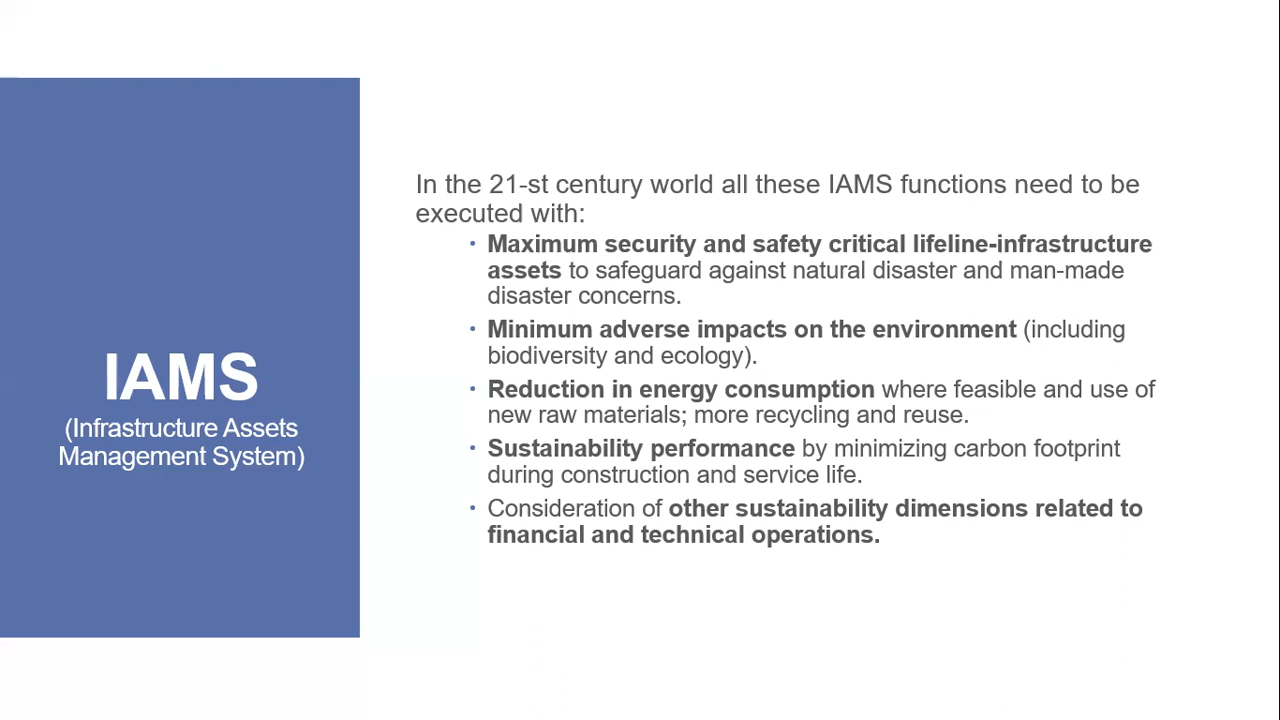 IAMS
(Infrastructure Assets
Management System)
In the 21-st century world all these IAMS functions need to be
executed with:
· Maximum security and safety critical lifeline-infrastructure
assets to safeguard against natural disaster and man-made
disaster concerns.
· Minimum adverse impacts on the environment (including
biodiversity and ecology).
· Reduction in energy consumption where feasible and use of
new raw materials; more recycling and reuse.
· Sustainability performance by minimizing carbon footprint
during construction and service life.
· Consideration of other sustainability dimensions related to
financial and technical operations.